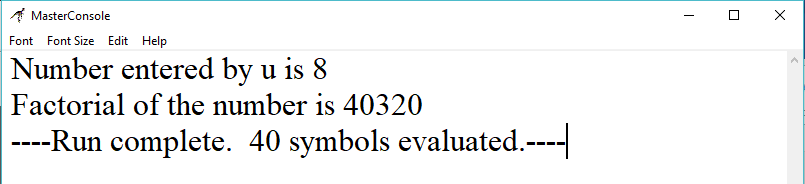 MasterConsole
Font Font Size Edit Help
Number entered by u is 8
Factorial of the number is 40320
----Run complete.  40 symbols evaluated.----